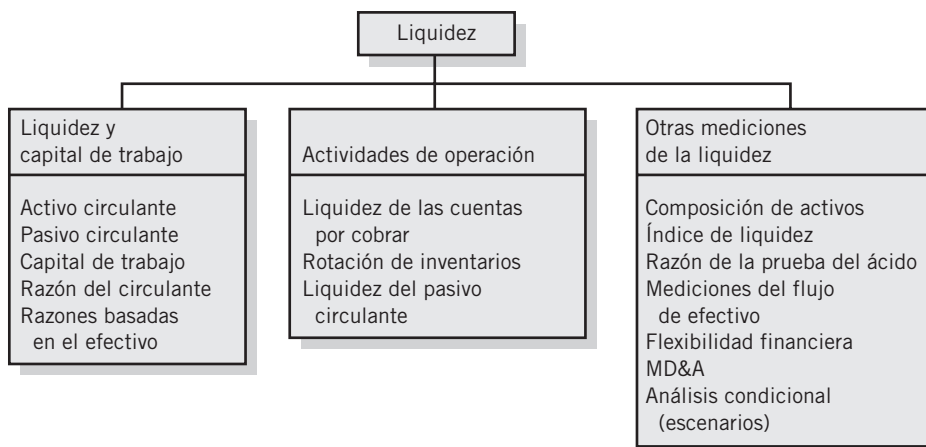 Liquidez
Liquidez y
capital de trabajo
Activo circulante
Pasivo circulante
Capital de trabajo
Razón del circulante
Razones basadas
en el efectivo
Actividades de operación
Liquidez de las cuentas
por cobrar
Rotación de inventarios
Liquidez del pasivo
circulante
Otras mediciones
de la liquidez
Composición de activos
Índice de liquidez
Razón de la prueba del ácido
Mediciones del flujo
de efectivo
Flexibilidad financiera
MD&A
Análisis condicional
(escenarios)